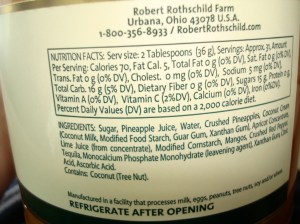 Robert Rothschild Farm
Urbana, Ohio 43078 U.S.A.
1-800-356-8933 / RobertRothschild.com
NUTRITION FACTS: Serv size: 2 Tablespoons (36 g), Servings: Approx. 31, Amount
Per Serving: Calories 70, Fat Cal. 5, Total Fat 0 g (0% DV), Sat. Fat 0 g (0% DV),
Trans. Fat 0 g (0% DV), Cholest. 0 mg (0% DV), Sodium 5 mg (0% DV),
Total Carb. 16 g (5% DV), Dietary Fiber 0 g (0% DV), Sugars 15 g, Protein 0 g,
Vitamin A (0% DV), Vitamin C (2%DV), Calcium (0% DV), Iron (0%DV).
Percent Daily Values (DV) are based on a 2,000 calorie diet.
INGREDIENTS: Sugar, Pineapple Juice, Water, Crushed Pineapples, Coconut Cream
(Coconut Milk, Modified Food Starch, Guar Gum, Xanthan Gum), Apricot Concentrate,
Lime Juice (from concentrate), Modified Cornstarch, Mangos, Crushed Red Pepper,
Tequila, Monocalcium Phosphate Monohydrate (leavening agent), Xanthan Gum, Citric
Acid, Ascorbic Acid.
Contains: Coconut (Tree Nut).
Manufactured in a facility that processes milk, eggs, peanuts, tree nuts, soy and/or wheat.
REFRIGERATE AFTER OPENING